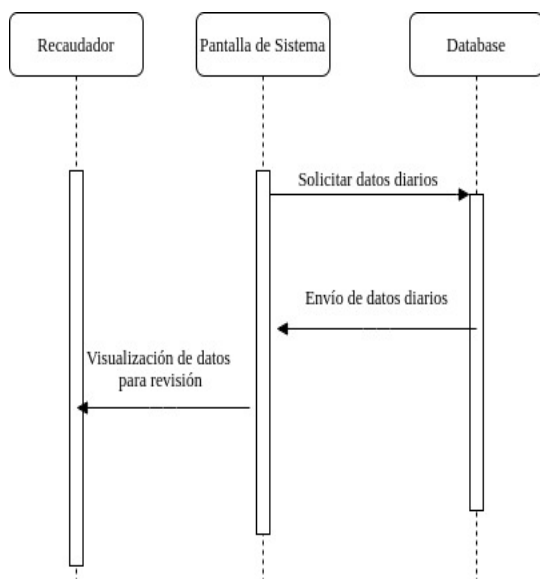 Recaudador
Pantalla de Sistema
Database
Solicitar datos diarios
Envío de datos diarios
Visualización de datos
para revisión